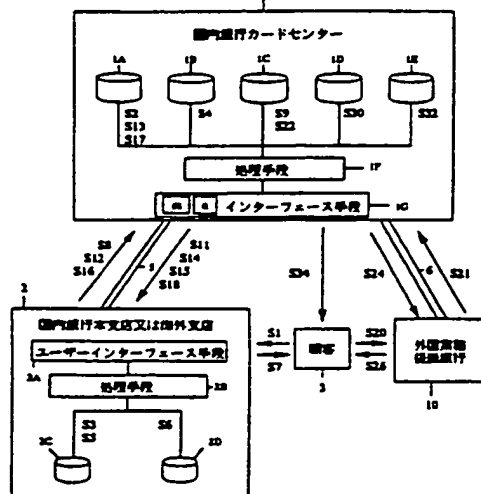 国内銀行カードセンター
1A 1B 1C 1D 1E
S2 S4 S9 S30 S32
S13 S22
S17
処理手段 1F
m a インターフェース手段 1G
S8 S11
S12 S14
S16 S15
S18
5 S34 S24 6 S21
2
国内銀行本支店又は海外支店
ユーザーインターフェース手段
2A 処理手段 2B
S3 S6
S5
2C 2D
S1 顧客 S20
S7 S26
3
外国常駐
提携銀行
10